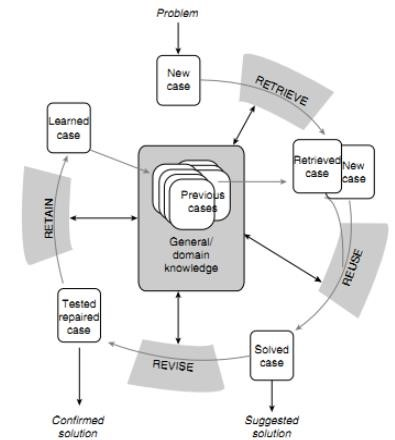 Problem
New
case
RETRIEVE
Learned
case
Retrieved
case
New
case
Previous
cases
General/
domain
knowledge
RETAIN
REUSE
Tested
repaired
case
REVISE
Solved
case
Confirmed
solution
Suggested
solution